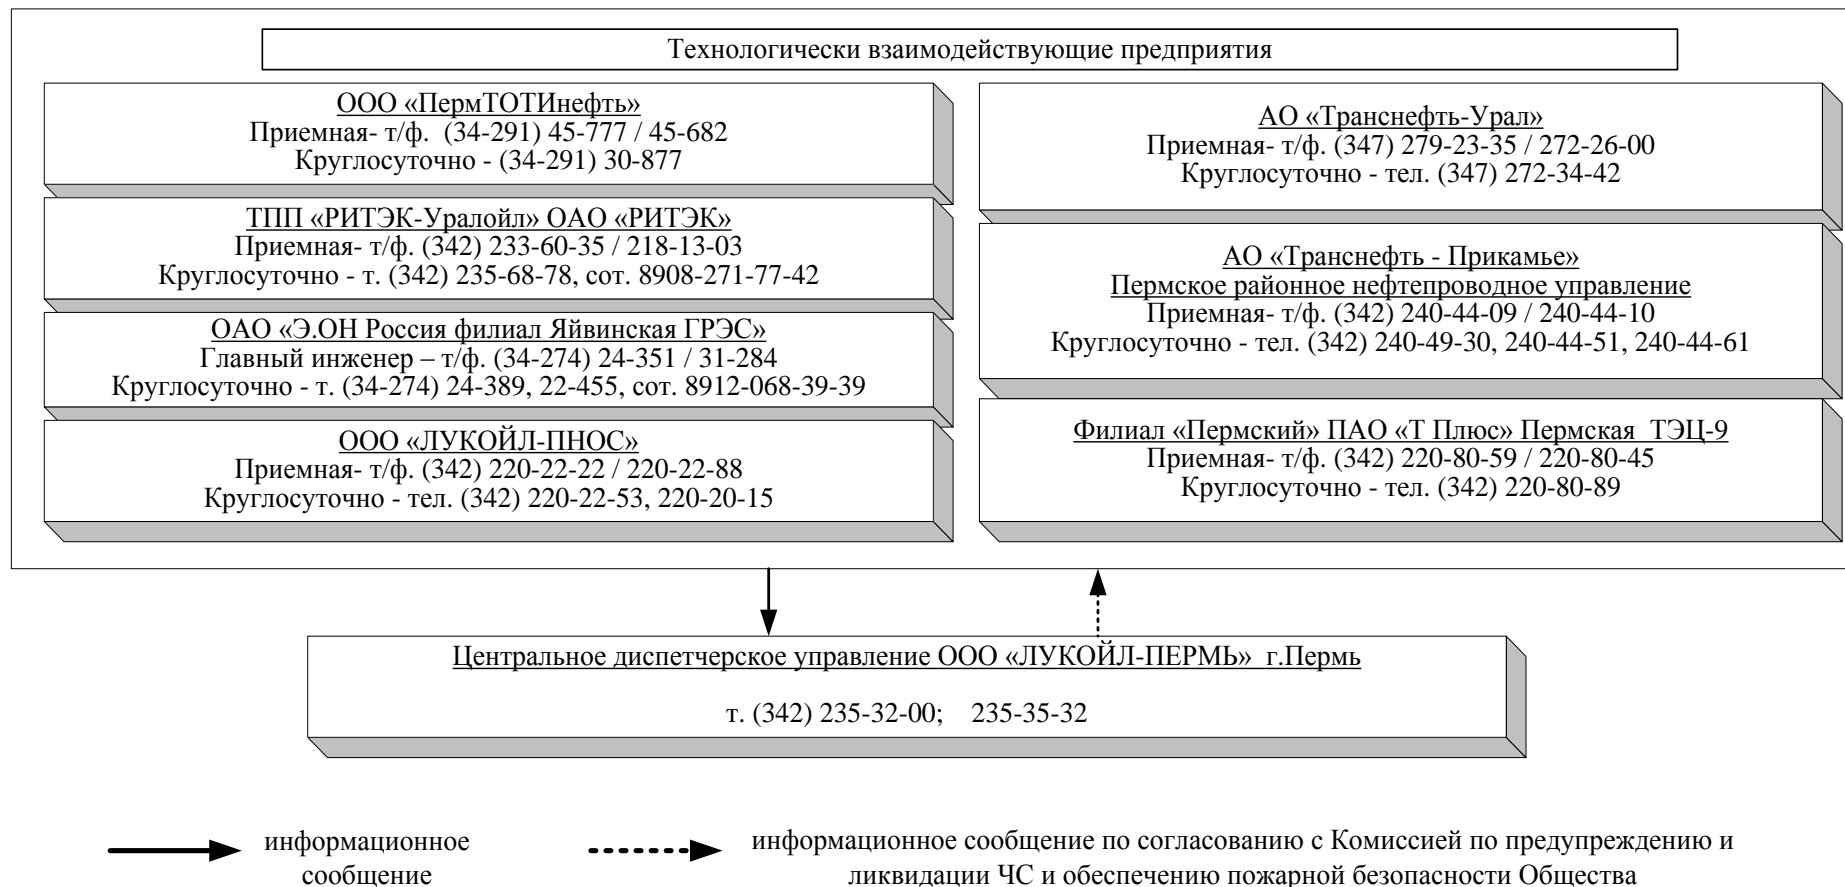 Технологически взаимодействующие предприятия
ООО «ПермТОТИнефть»
Приемная- т/ф. (34-291) 45-777 / 45-682
Круглосуточно - (34-291) 30-877
ТПП «РИТЭК-Уралойл» ОАО «РИТЭК»
Приемная- т/ф. (342) 233-60-35 / 218-13-03
Круглосуточно - т. (342) 235-68-78, сот. 8908-271-77-42
ОАО «Э.ОН Россия филиал Яйвинская ГРЭС»
Главный инженер – т/ф. (34-274) 24-351 / 31-284
Круглосуточно - т. (34-274) 24-389, 22-455, сот. 8912-068-39-39
ООО «ЛУКОЙЛ-ПНОС»
Приемная- т/ф. (342) 220-22-22 / 220-22-88
Круглосуточно - тел. (342) 220-22-53, 220-20-15
АО «Транснефть-Урал»
Приемная- т/ф. (347) 279-23-35 / 272-26-00
Круглосуточно - тел. (347) 272-34-42
АО «Транснефть - Прикамье»
Пермское районное нефтепроводное управление
Приемная- т/ф. (342) 240-44-09 / 240-44-10
Круглосуточно - тел. (342) 240-49-30, 240-44-51, 240-44-61
Филиал «Пермский» ПАО «Т Плюс» Пермская ТЭЦ-9
Приемная- т/ф. (342) 220-80-59 / 220-80-45
Круглосуточно - тел. (342) 220-80-89
Центральное диспетчерское управление ООО «ЛУКОЙЛ-ПЕРМЬ» г.Пермь
т. (342) 235-32-00; 235-35-32
информационное
сообщение
информационное сообщение по согласованию с Комиссией по предупреждению и
ликвидации ЧС и обеспечению пожарной безопасности Общества